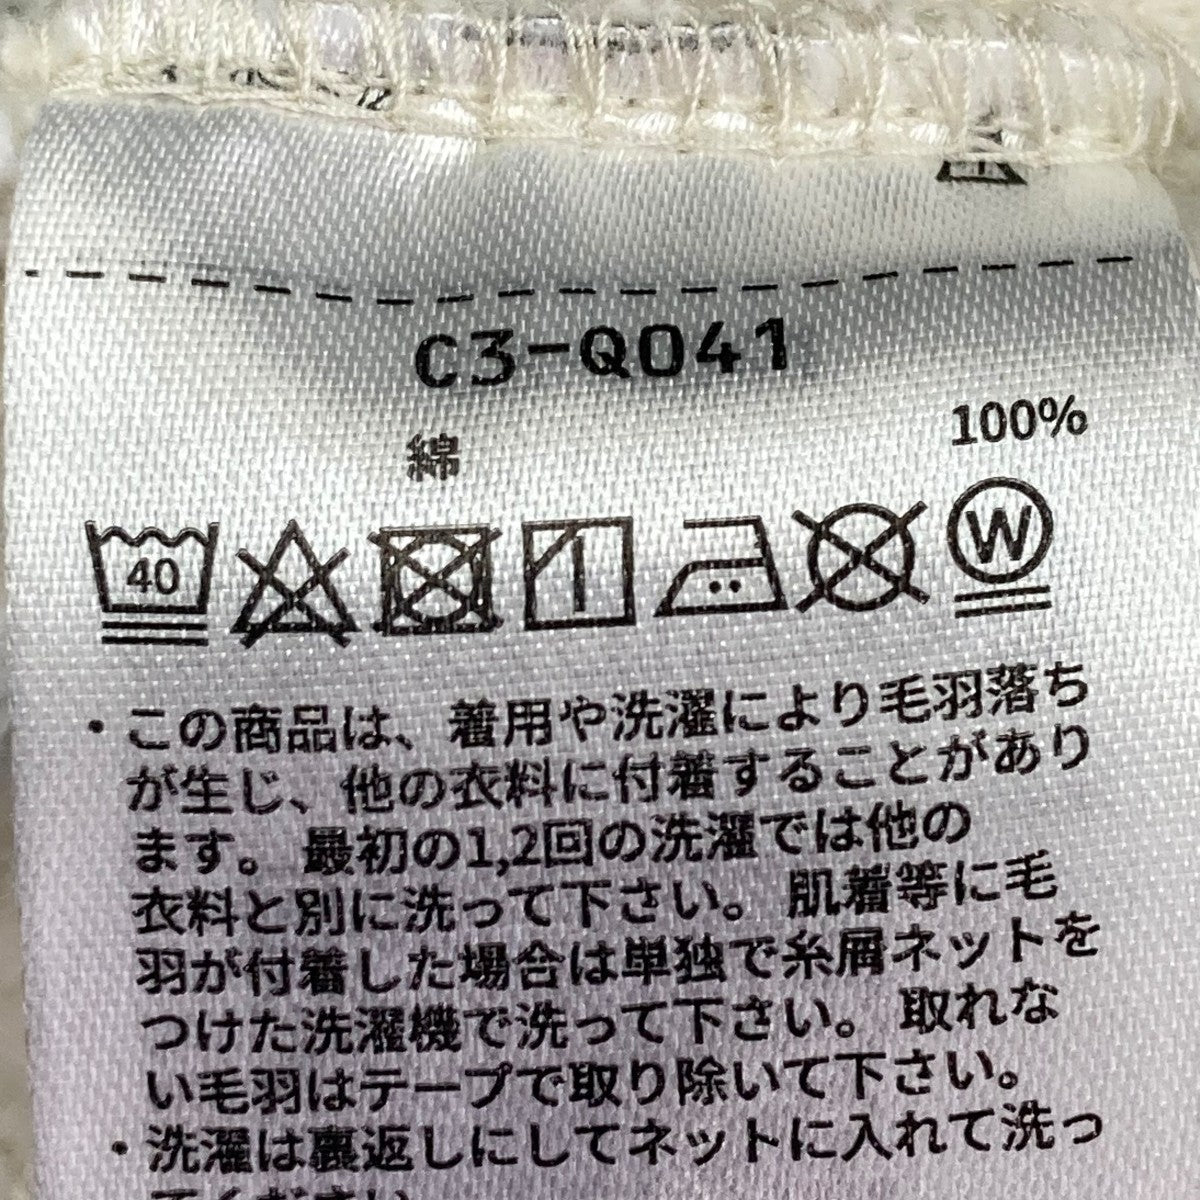 C3-Q041
綿 100%
40 W
・この商品は、着用や洗濯により毛羽落ち
が生じ、他の衣料に付着することがあり
ます。最初の1,2回の洗濯では他の
衣料と別に洗って下さい。肌着等に毛
羽が付着した場合は単独で糸屑ネットを
つけた洗濯機で洗って下さい。取れな
い毛羽はテープで取り除いて下さい。
・洗濯は裏返しにしてネットに入れて洗っ
てください